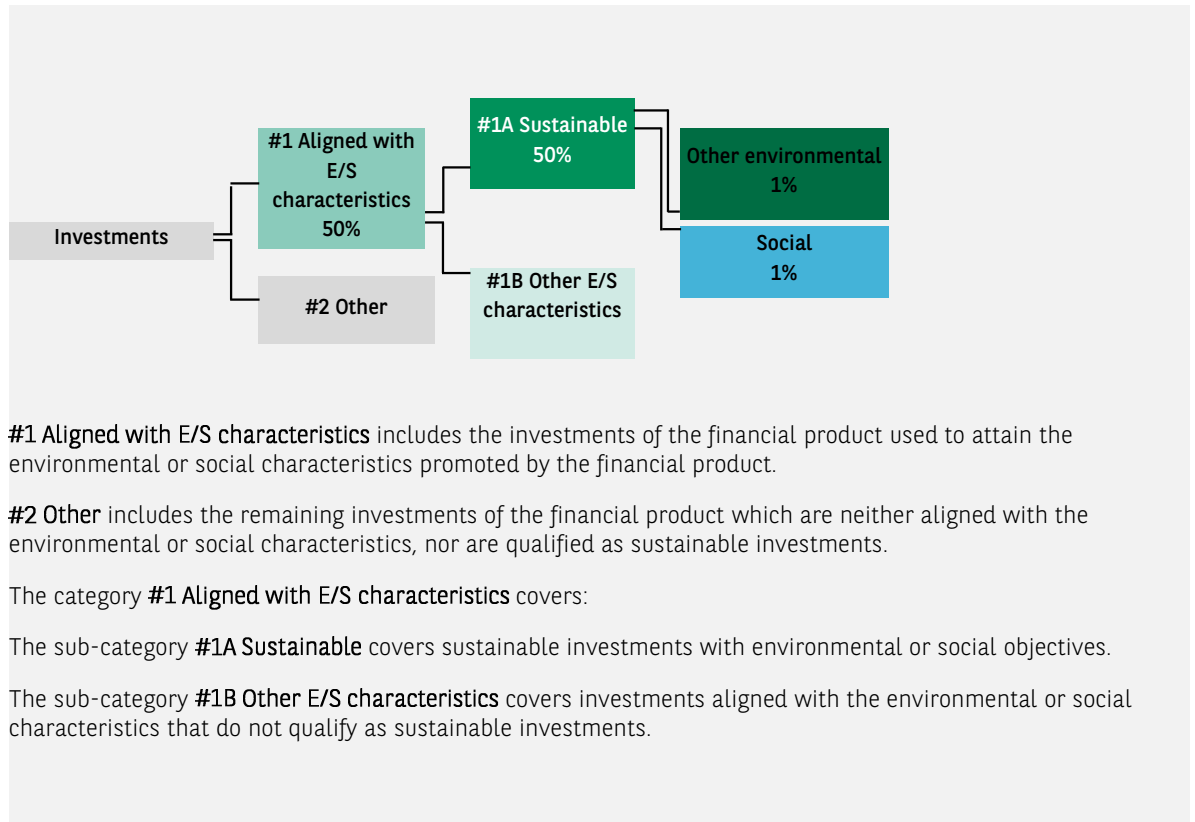 #1A Sustainable
50%
#1 Aligned with
E/S
characteristics
50%
Other environmental
1%
Investments
Social
1%
#1B Other E/S
characteristics
#2 Other
#1 Aligned with E/S characteristics includes the investments of the financial product used to attain the
environmental or social characteristics promoted by the financial product.
#2 Other includes the remaining investments of the financial product which are neither aligned with the
environmental or social characteristics, nor are qualified as sustainable investments.
The category #1 Aligned with E/S characteristics covers:
The sub-category #1A Sustainable covers sustainable investments with environmental or social objectives.
The sub-category #1B Other E/S characteristics covers investments aligned with the environmental or social
characteristics that do not qualify as sustainable investments.